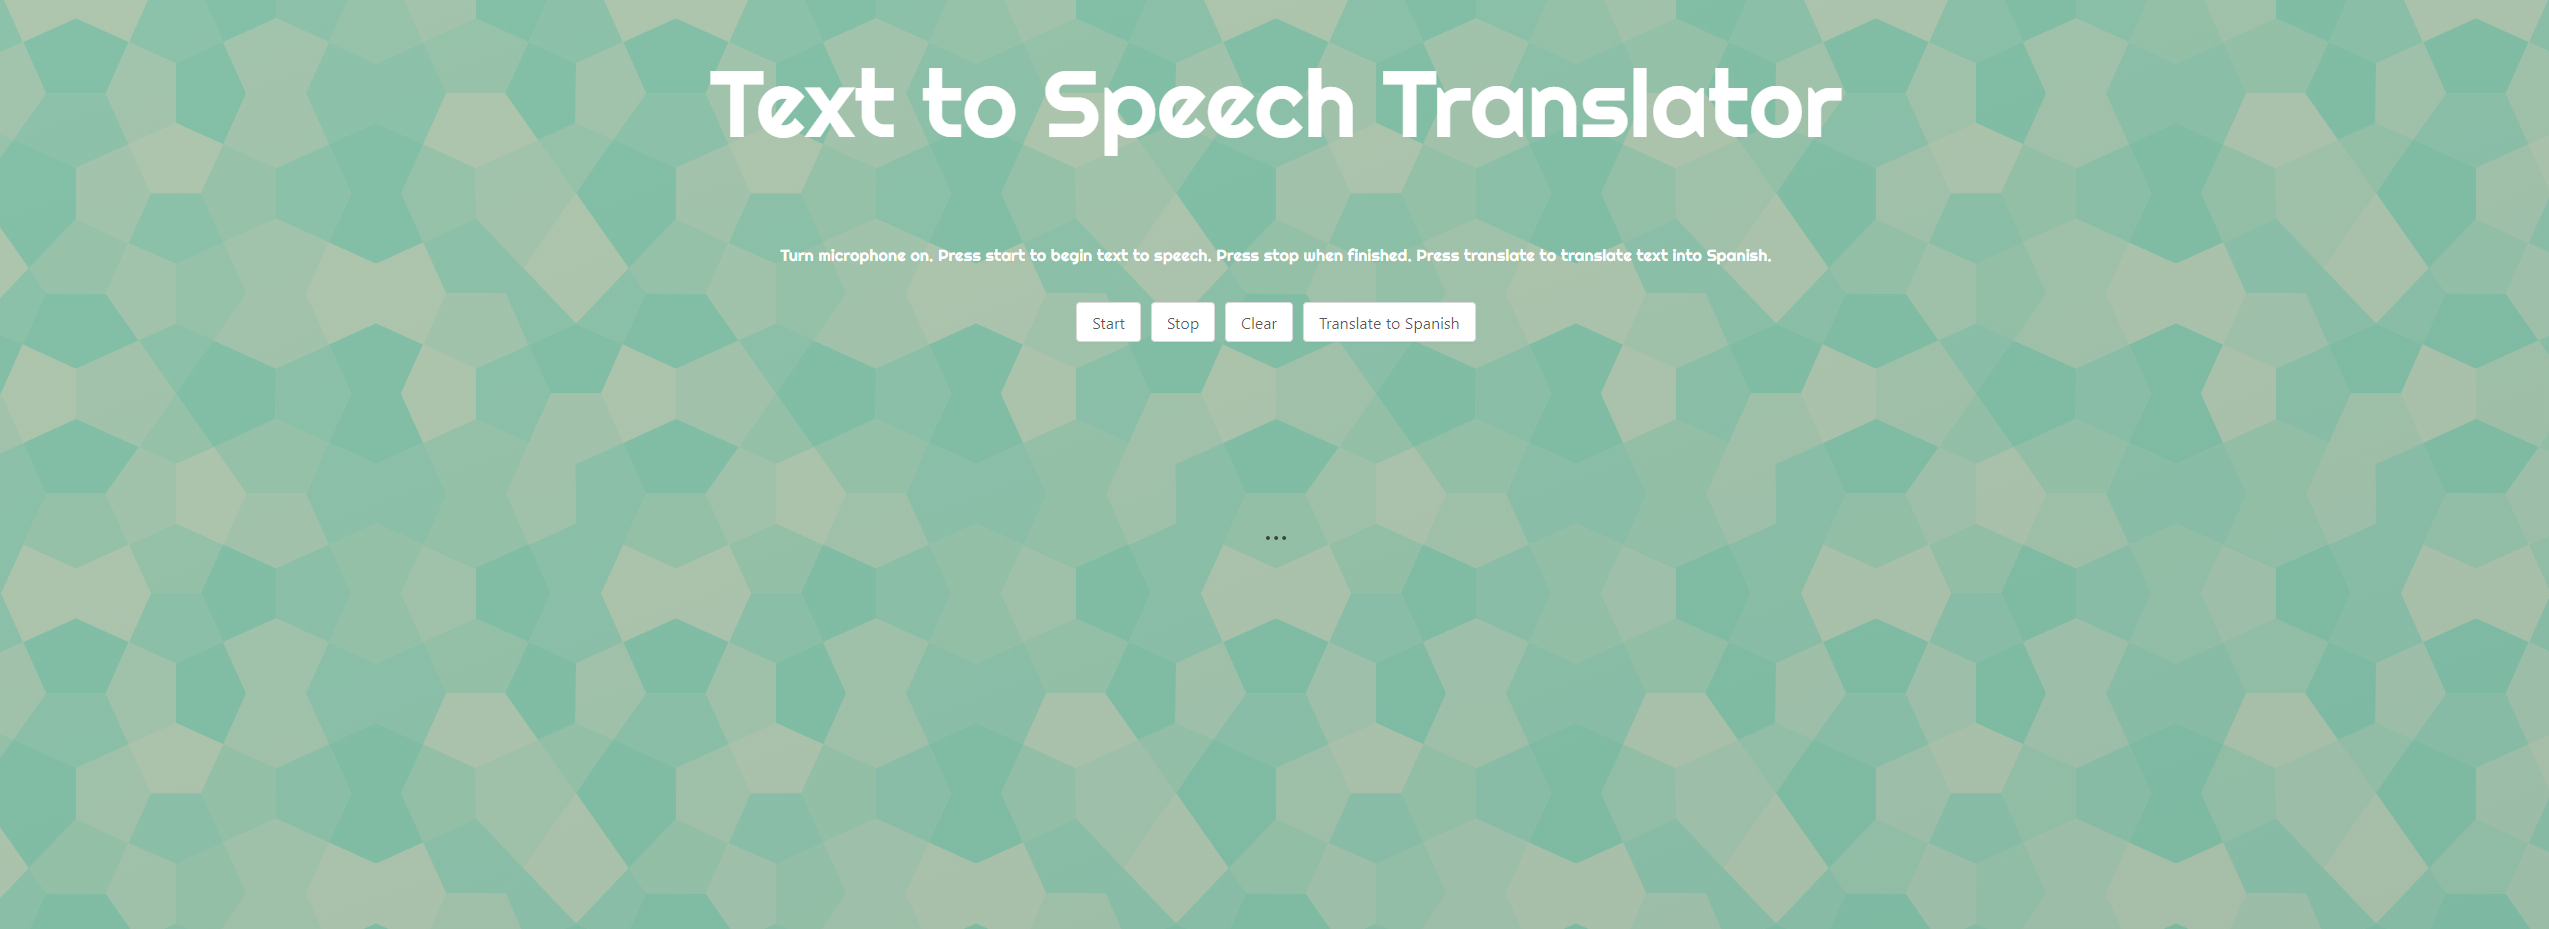 Text to Speech Translator
Turn microphone on. Press start to begin text to speech. Press stop when finished. Press translate to translate text into Spanish.
Start Stop Clear Translate to Spanish
...